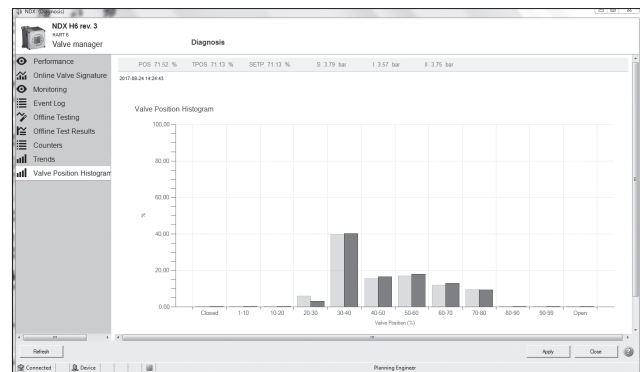 NDX (Diagnosis)
NDX H6 rev. 3
HART 6
Valve manager
Diagnosis
Performance
Online Valve Signature
Monitoring
Event Log
Offline Testing
Offline Test Results
Counters
Trends
Valve Position Histogram
POS 71.52 % TPOS 71.13 % SETP 71.13 % S 3.79 bar I 3.57 bar II 3.75 bar
2017-08-24 14:24:43
Valve Position Histogram
100,00
80,00
60,00
%
40,00
20,00
0,00
Closed 1-10 10-20 20-30 30-40 40-50 50-60 60-70 70-80 80-90 90-99 Open
Valve Position (%)
Refresh Apply Close ?
Connected Device Planning Engineer